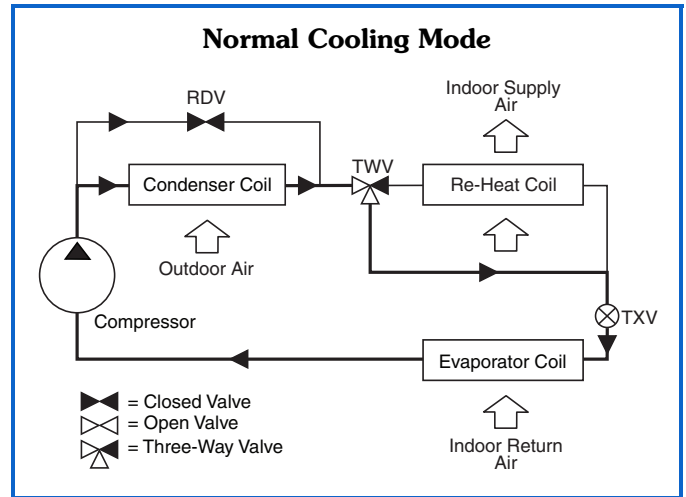 Normal Cooling Mode
RDV
Indoor Supply
Air
TWV
Condenser Coil
Re-Heat Coil
Outdoor Air
Compressor
TXV
Evaporator Coil
= Closed Valve
= Open Valve
= Three-Way Valve
Indoor Return
Air